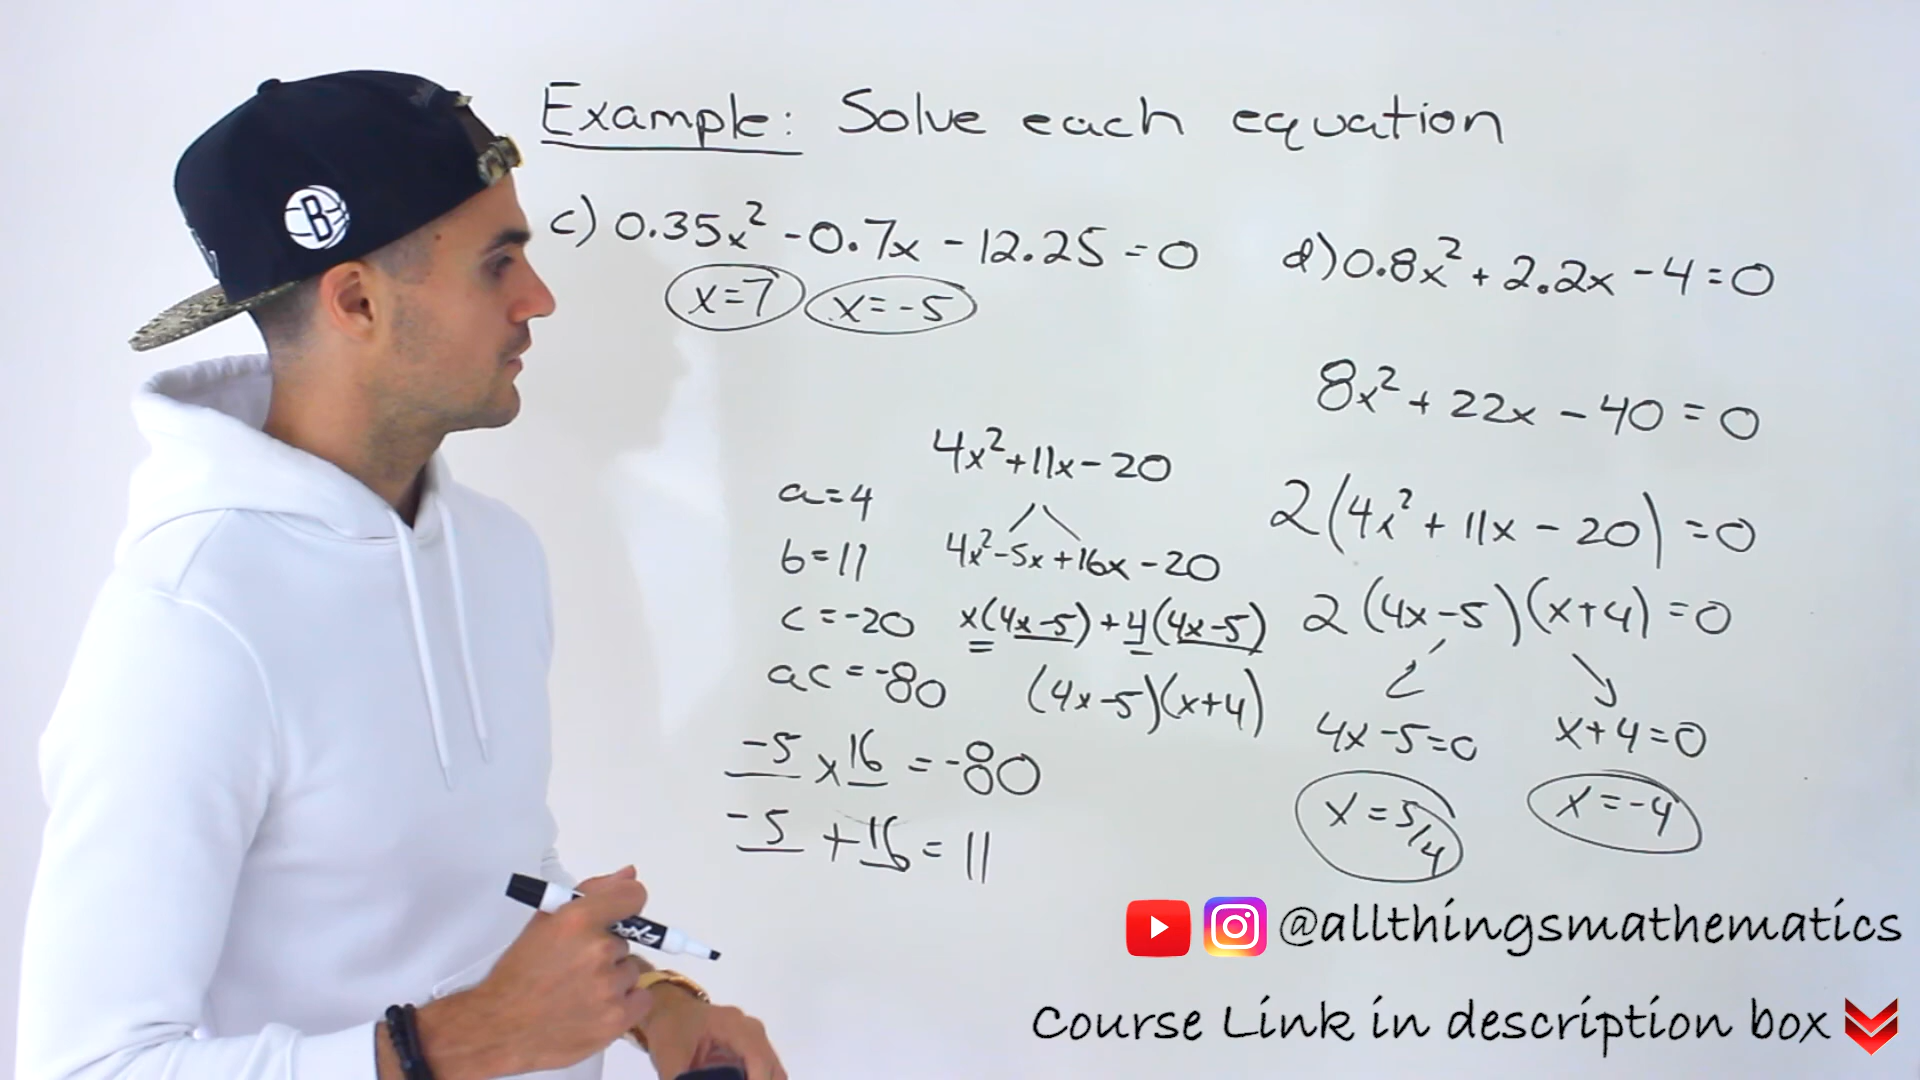 Example: Solve each equation
c) 0.35x² - 0.7x - 12.25 = 0
x=7 x=-5
d) 0.8x² + 2.2x - 4 = 0
8x² + 22x - 40 = 0
2(4x² + 11x - 20) = 0
2(4x-5)(x+4) = 0
4x-5=0 x+4=0
x = 5/4 x = -4
4x²+11x-20
4x²-5x+16x-20
x(4x-5)+4(4x-5)
(4x-5)(x+4)
a=4
b=11
c=-20
ac=-80
-5 x 16 = -80
-5 + 16 = 11
B
EXPO
@allthingsmathematics
Course Link in description box